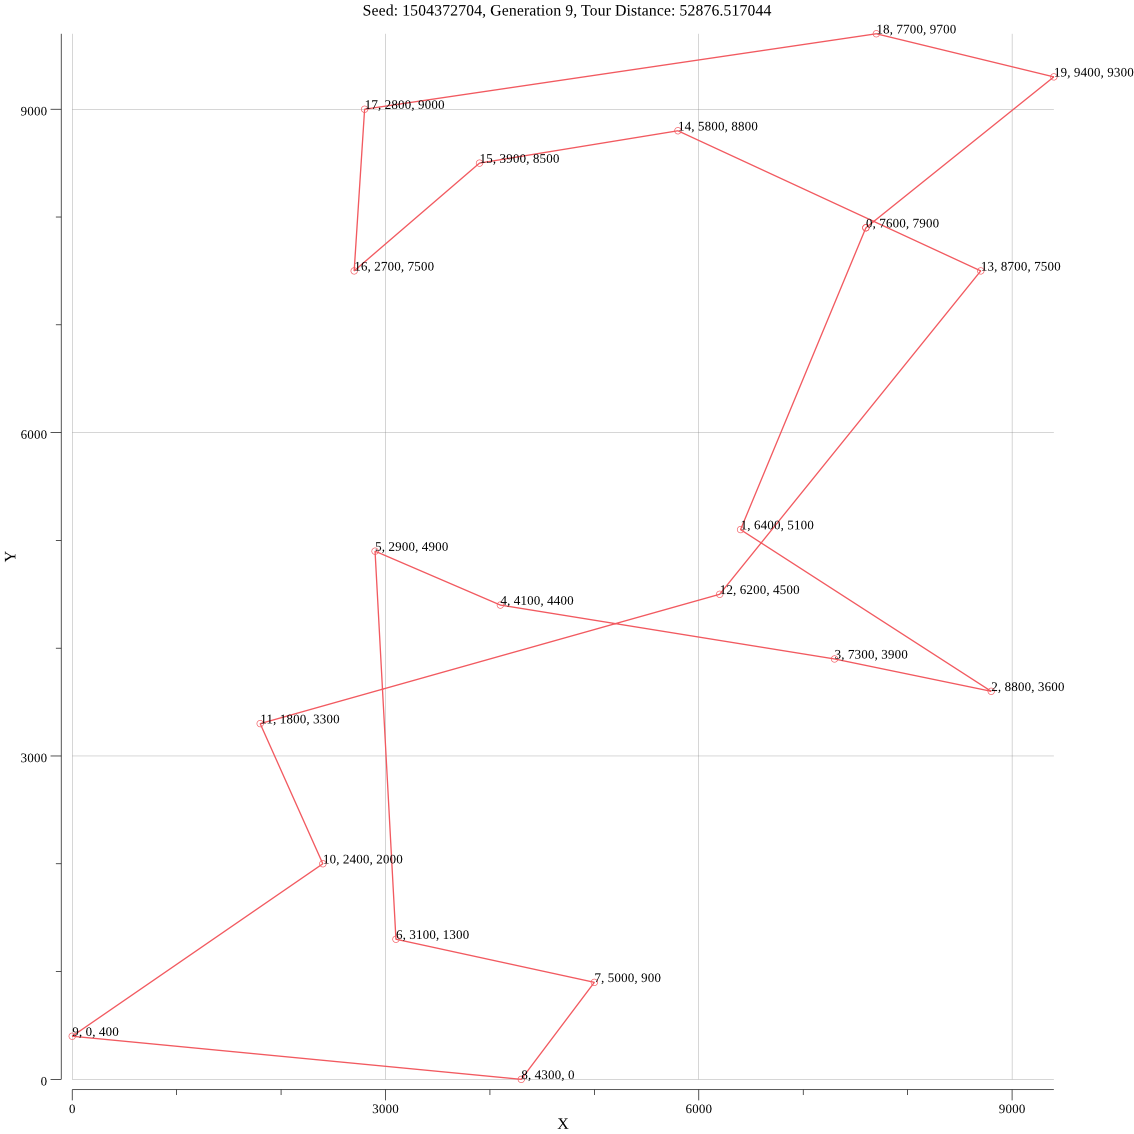 Seed: 1504372704, Generation 9, Tour Distance: 52876.517044
18, 7700, 9700
19, 9400, 9300
17, 2800, 9000
9000
14, 5800, 8800
15, 3900, 8500
0, 7600, 7900
16, 2700, 7500
13, 8700, 7500
6000
1, 6400, 5100
5, 2900, 4900
Y
12, 6200, 4500
4, 4100, 4400
3, 7300, 3900
2, 8800, 3600
11, 1800, 3300
3000
10, 2400, 2000
6, 3100, 1300
7, 5000, 900
9, 0, 400
8, 4300, 0
0
0 3000 6000 9000
X